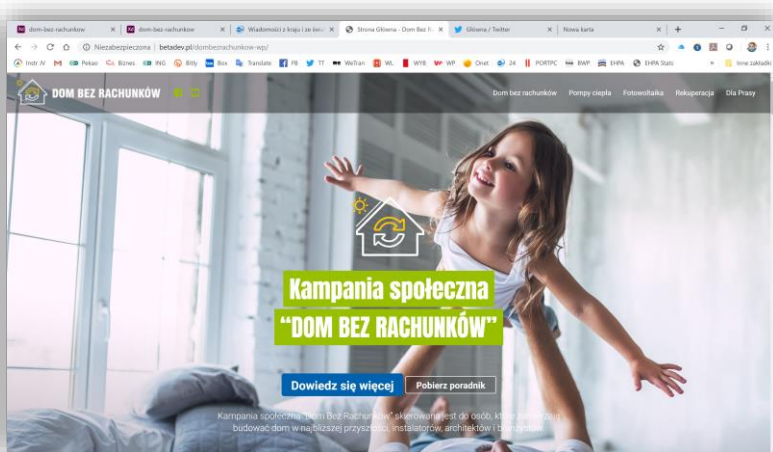 dom-bez-rachunkow
dom-bez-rachunkow
Wiadomości z kraju i ze świa
Strona Główna - Dom Bez R
Główna / Twitter
Nowa karta
Niezabezpieczona | betadev.pl/dombezrachunkow-wp/
Instr JV
Pekao
Biznes
ING
Bitly
Box
Translate
FB
TT
WeTran
WL
WYB
WP
Onet
24
PORTPC
BWP
EHPA
EHPA Stats
Inne zakładki
DOM BEZ RACHUNKÓW
Dom bez rachunków
Pompy ciepła
Fotowoltaika
Rekuperacja
Dla Prasy
Kampania społeczna
“DOM BEZ RACHUNKÓW”
Dowiedz się więcej
Pobierz poradnik
Kampania społeczna "Dom Bez Rachunków" skierowana jest do osób, które
budować dom w najbliższej przyszłości, instalatorów, architektów i